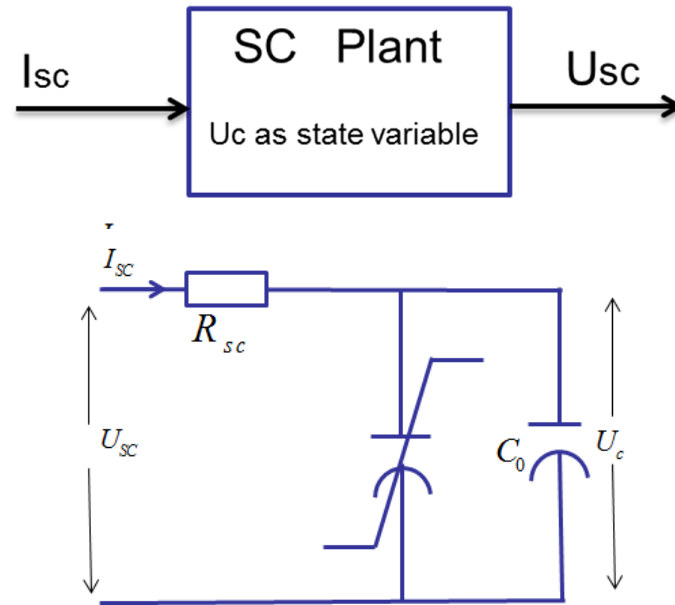 SC Plant
Isc
Usc
Uc as state variable
I_SC
R_sc
U_SC
C_0
U_c